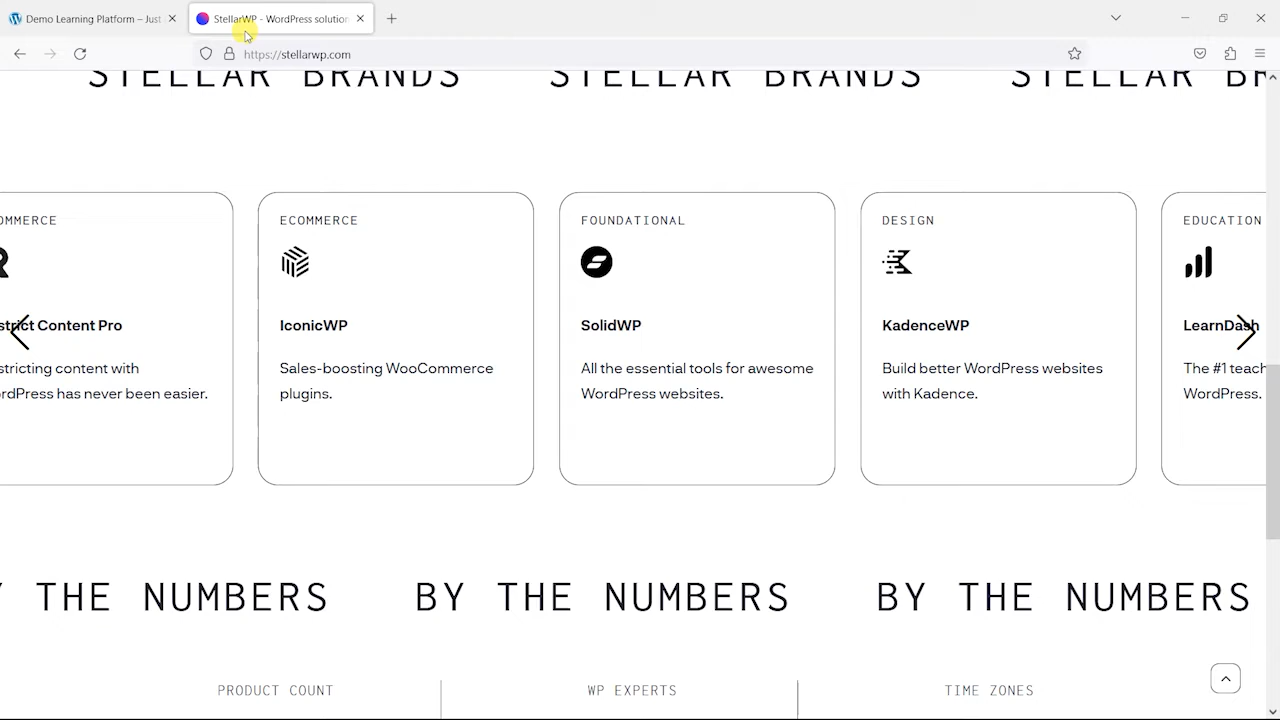 Demo Learning Platform – Just
StellarWP - WordPress solution
https://stellarwp.com
STELLAR BRANDS STELLAR BRANDS STELLAR BR
OMMERCE
R
strict Content Pro
stricting content with
rdPress has never been easier.
ECOMMERCE
IconicWP
Sales-boosting WooCommerce
plugins.
FOUNDATIONAL
SolidWP
All the essential tools for awesome
WordPress websites.
DESIGN
KadenceWP
Build better WordPress websites
with Kadence.
EDUCATION
LearnDash
The #1 teach
WordPress.
Y THE NUMBERS BY THE NUMBERS BY THE NUMBERS
PRODUCT COUNT
WP EXPERTS
TIME ZONES